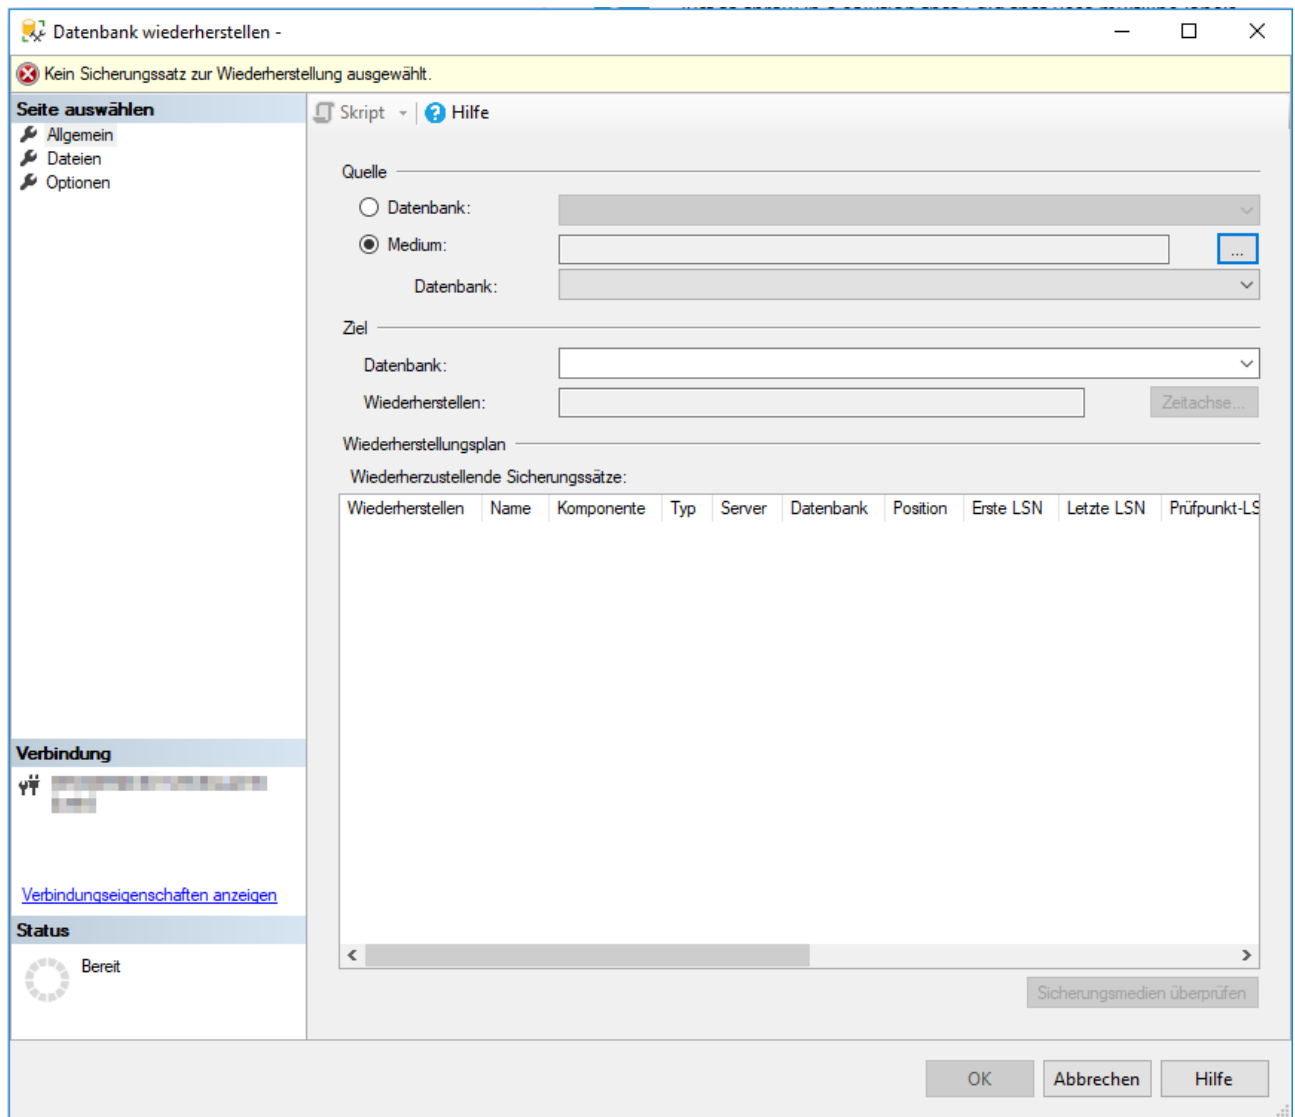 Datenbank wiederherstellen -
Kein Sicherungssatz zur Wiederherstellung ausgewählt.
Seite auswählen
Allgemein
Dateien
Optionen
Skript
Hilfe
Quelle
Datenbank:
Medium:
...
Datenbank:
Ziel
Datenbank:
Wiederherstellen:
Zeitachse...
Wiederherstellungsplan
Wiederherzustellende Sicherungssätze:
Wiederherstellen Name Komponente Typ Server Datenbank Position Erste LSN Letzte LSN Prüfpunkt-LS
Verbindung
Verbindungseigenschaften anzeigen
Status
Bereit
Sicherungsmedien überprüfen
OK Abbrechen Hilfe